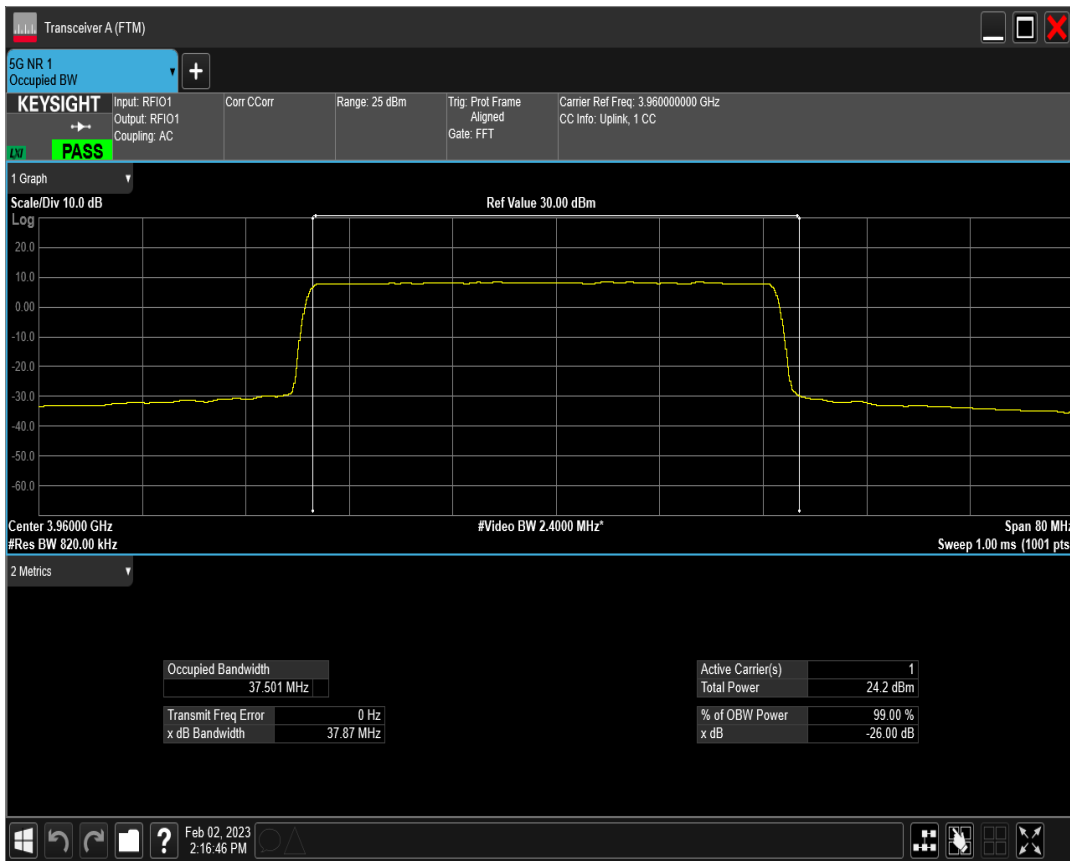 Transceiver A (FTM)
5G NR 1
Occupied BW
+
KEYSIGHT
LXI
PASS
Input: RFIO1
Output: RFIO1
Coupling: AC
Corr CCorr
Range: 25 dBm
Trig: Prot Frame
Aligned
Gate: FFT
Carrier Ref Freq: 3.960000000 GHz
CC Info: Uplink, 1 CC
1 Graph
Scale/Div 10.0 dB
Ref Value 30.00 dBm
Log
20.0
10.0
0.00
-10.0
-20.0
-30.0
-40.0
-50.0
-60.0
Center 3.96000 GHz
#Video BW 2.4000 MHz*
Span 80 MHz
#Res BW 820.00 kHz
Sweep 1.00 ms (1001 pts
2 Metrics
Occupied Bandwidth
37.501 MHz
Transmit Freq Error 0 Hz
x dB Bandwidth 37.87 MHz
Active Carrier(s) 1
Total Power 24.2 dBm
% of OBW Power 99.00 %
x dB -26.00 dB
?
Feb 02, 2023
2:16:46 PM